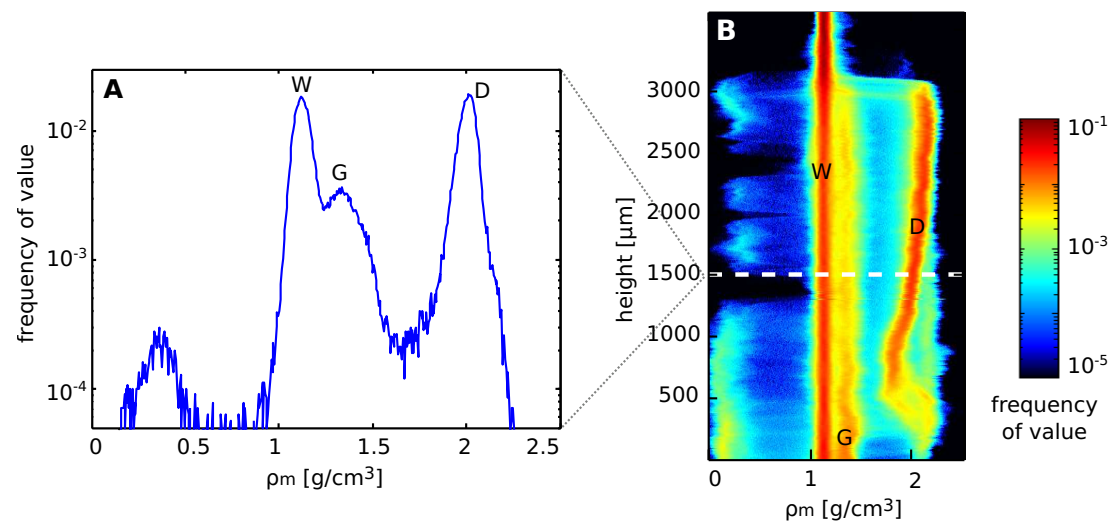 A
W
G
D
frequency of value
10-2
10-3
10-4
0 0.5 1 1.5 2 2.5
ρm [g/cm3]
B
height [μm]
3000
2500
2000
1500
1000
500
W
D
G
0 1 2
ρm [g/cm3]
10-1
10-3
10-5
frequency
of value